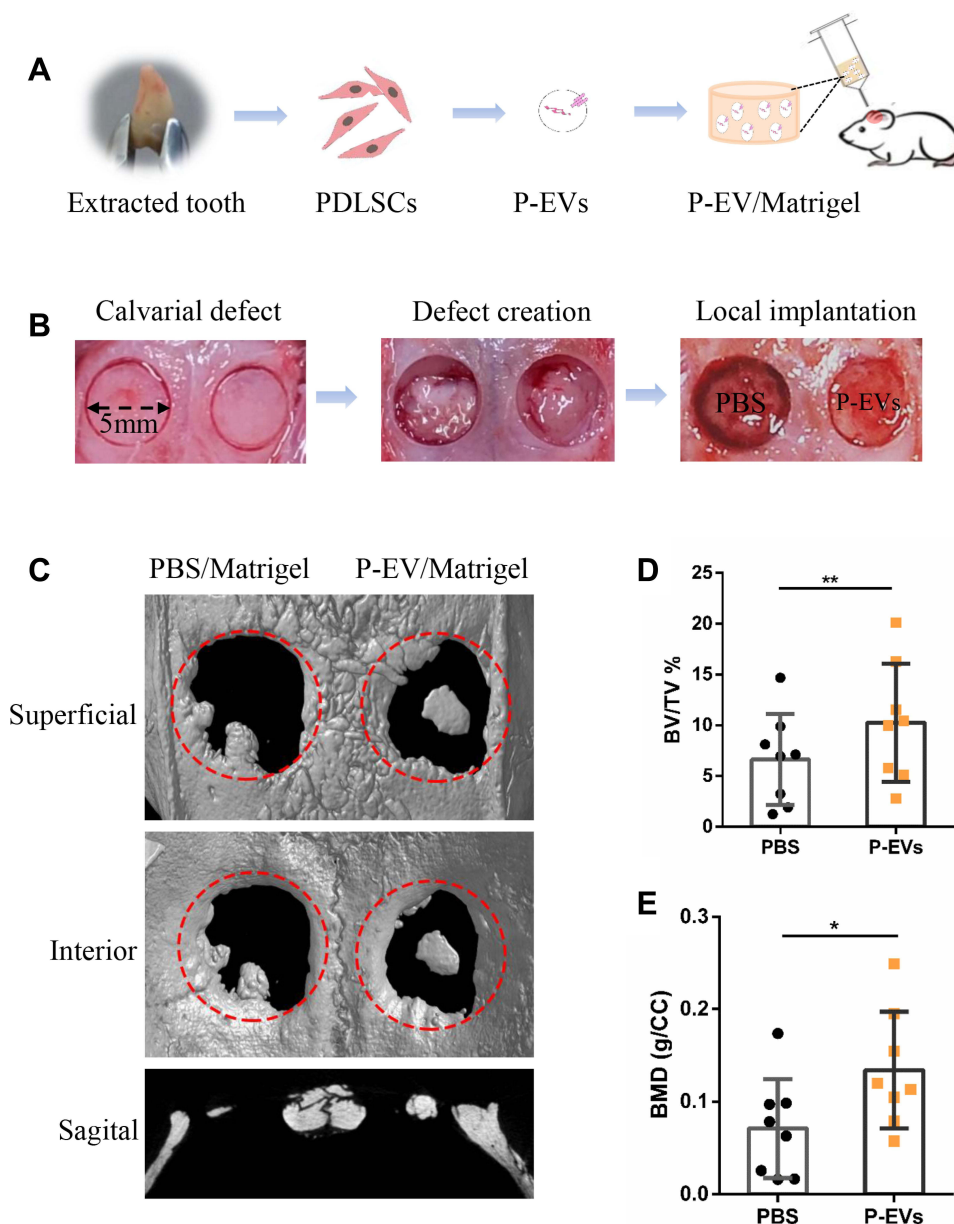 A
Extracted tooth
PDLSCs
P-EVs
P-EV/Matrigel
B
Calvarial defect
Defect creation
Local implantation
5mm
PBS
P-EVs
C
PBS/Matrigel
P-EV/Matrigel
Superficial
Interior
Sagital
D
**
BV/TV %
25
20
15
10
5
0
PBS
P-EVs
E
*
BMD (g/CC)
0.3
0.2
0.1
0.0
PBS
P-EVs